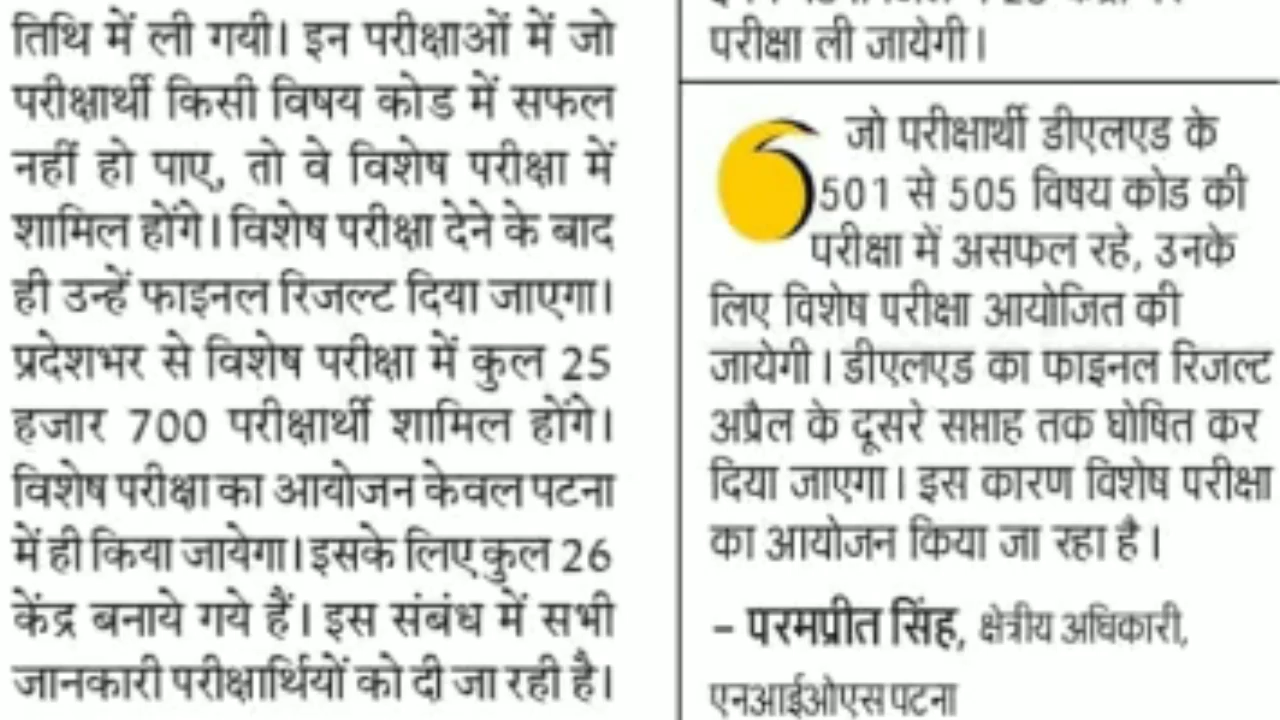 तिथि में ली गयी। इन परीक्षाओं में जो
परीक्षार्थी किसी विषय कोड में सफल
नहीं हो पाए, तो वे विशेष परीक्षा में
शामिल होंगे। विशेष परीक्षा देने के बाद
ही उन्हें फाइनल रिजल्ट दिया जाएगा।
प्रदेशभर से विशेष परीक्षा में कुल 25
हजार 700 परीक्षार्थी शामिल होंगे।
विशेष परीक्षा का आयोजन केवल पटना
में ही किया जायेगा। इसके लिए कुल 26
केंद्र बनाये गये हैं। इस संबंध में सभी
जानकारी परीक्षार्थियों को दी जा रही है।
परीक्षा ली जायेगी।
जो परीक्षार्थी डीएलएड के
501 से 505 विषय कोड की
परीक्षा में असफल रहे, उनके
लिए विशेष परीक्षा आयोजित की
जायेगी। डीएलएड का फाइनल रिजल्ट
अप्रैल के दूसरे सप्ताह तक घोषित कर
दिया जाएगा। इस कारण विशेष परीक्षा
का आयोजन किया जा रहा है।
– परमप्रीत सिंह, क्षेत्रीय अधिकारी,
एनआईओएस पटना